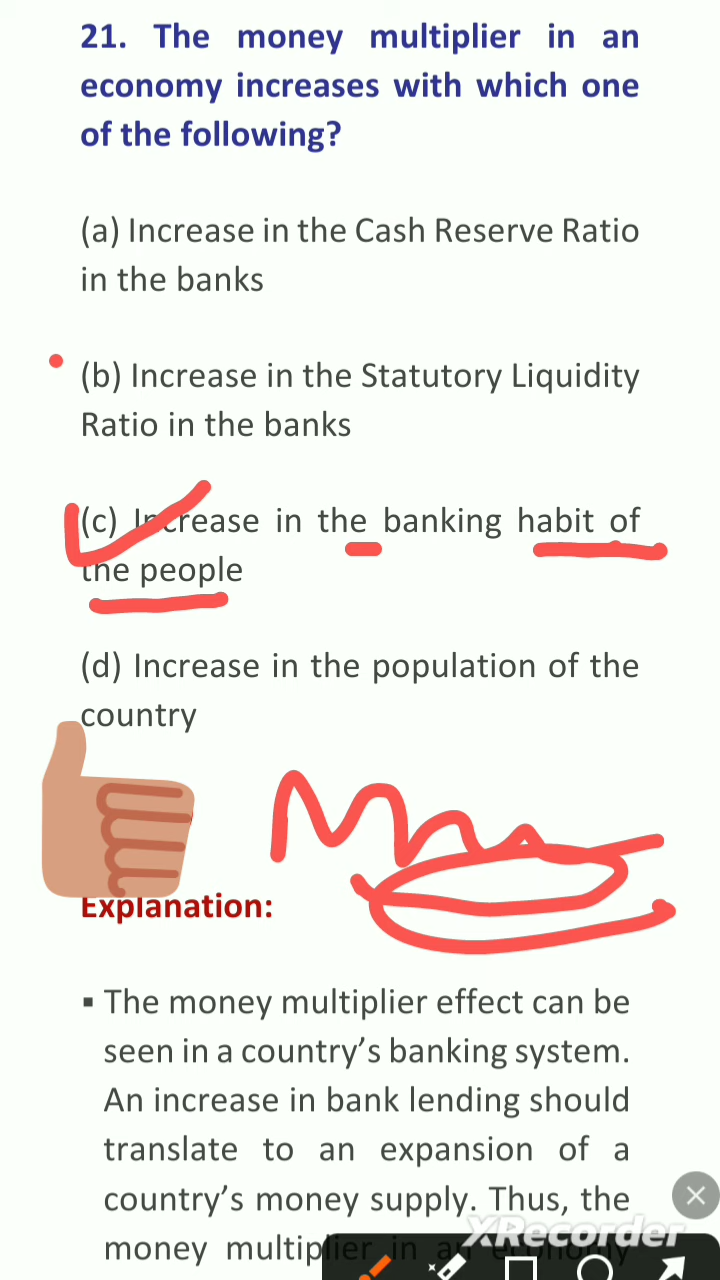 21. The money multiplier in an
economy increases with which one
of the following?
(a) Increase in the Cash Reserve Ratio
in the banks
(b) Increase in the Statutory Liquidity
Ratio in the banks
(c) Increase in the banking habit of
the people
(d) Increase in the population of the
country
Explanation:
▪ The money multiplier effect can be
seen in a country’s banking system.
An increase in bank lending should
translate to an expansion of a
country’s money supply. Thus, the
XRecorder
money multiplier in an economy